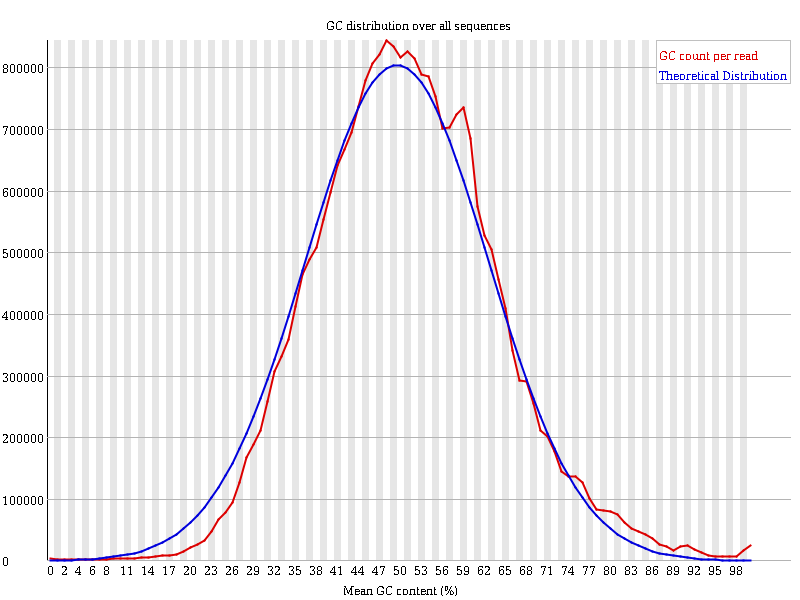 GC distribution over all sequences
GC count per read
Theoretical Distribution
800000
700000
600000
500000
400000
300000
200000
100000
0
0 2 4 6 8 11 14 17 20 23 26 29 32 35 38 41 44 47 50 53 56 59 62 65 68 71 74 77 80 83 86 89 92 95 98
Mean GC content (%)